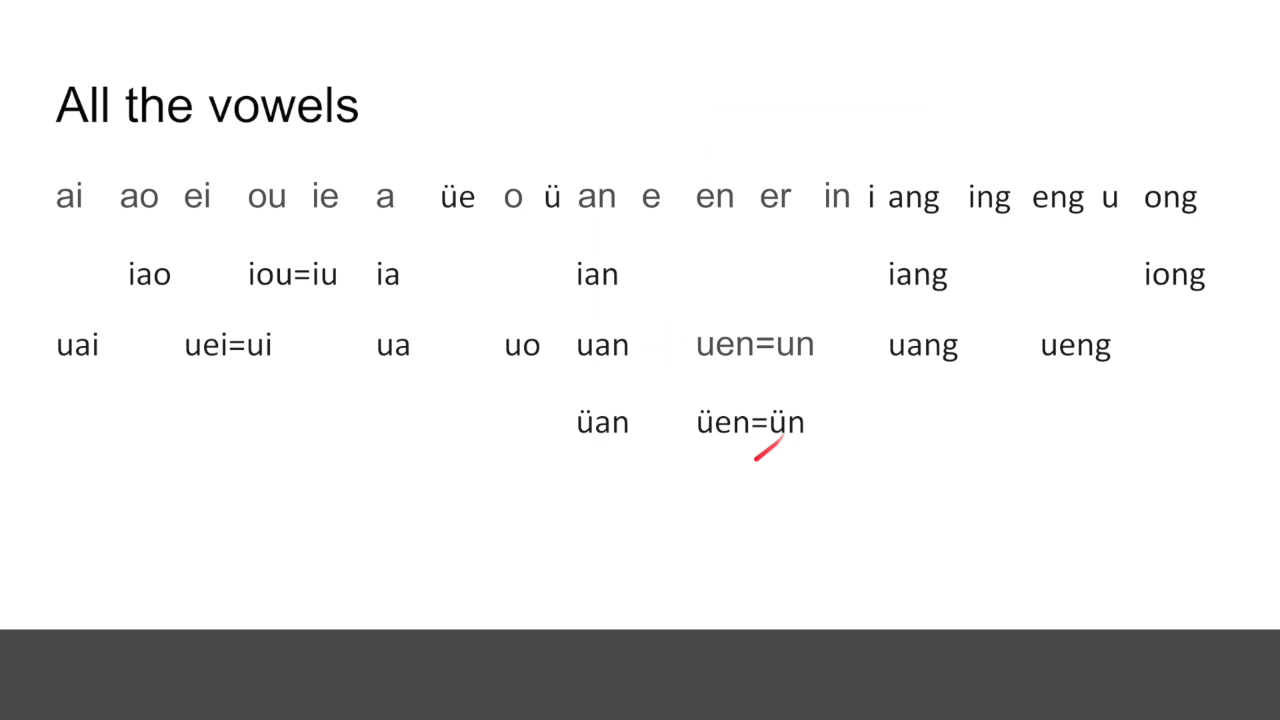 All the vowels
ai ao ei ou ie a üe o ü an e en er in i ang ing eng u ong
iao iou=iu ia ian iang iong
uai uei=ui ua uo uan uen=un uang ueng
üan üen=ün